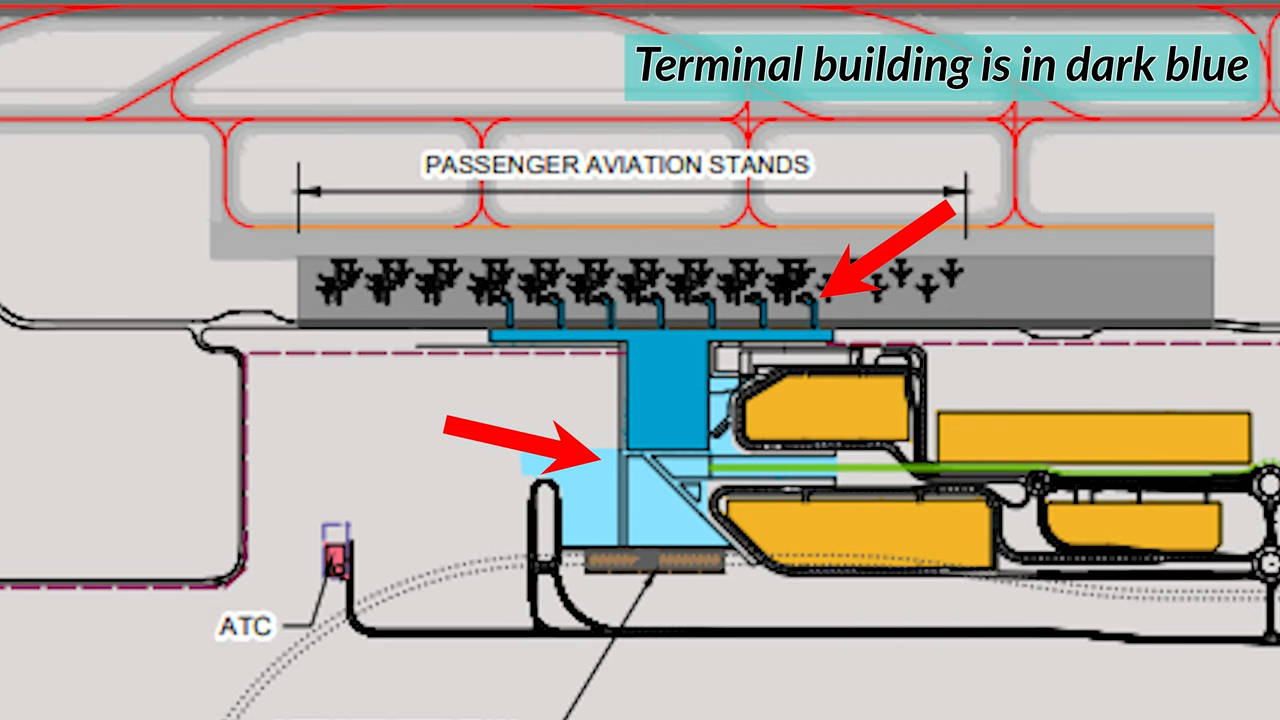 Terminal building is in dark blue
PASSENGER AVIATION STANDS
ATC